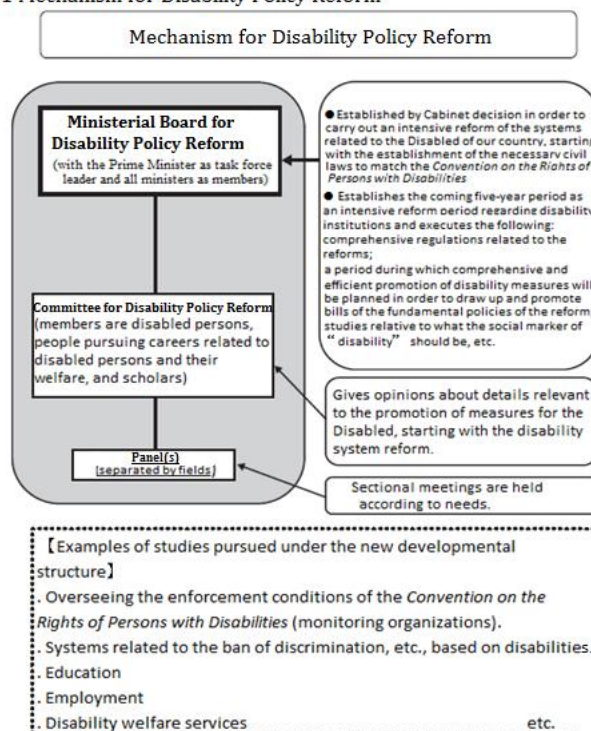 1 Mechanism for Disability Policy Reform
Mechanism for Disability Policy Reform
Ministerial Board for
Disability Policy Reform
(with the Prime Minister as task force
leader and all ministers as members)
● Established by Cabinet decision in order to
carry out an intensive reform of the systems
related to the Disabled of our country, starting
with the establishment of the necessary civil
laws to match the Convention on the Rights of
Persons with Disabilities
● Establishes the coming five-year period as
an intensive reform period regarding disability
institutions and executes the following:
comprehensive regulations related to the
reforms;
a period during which comprehensive and
efficient promotion of disability measures will
be planned in order to draw up and promote
bills of the fundamental policies of the reform,
studies relative to what the social marker of
“ disability” should be, etc.
Committee for Disability Policy Reform
(members are disabled persons,
people pursuing careers related to
disabled persons and their
welfare, and scholars)
Gives opinions about details relevant
to the promotion of measures for the
Disabled, starting with the disability
system reform.
Panel(s)
(separated by fields)
Sectional meetings are held
according to needs.
【Examples of studies pursued under the new developmental
structure】
. Overseeing the enforcement conditions of the Convention on the
Rights of Persons with Disabilities (monitoring organizations).
. Systems related to the ban of discrimination, etc., based on disabilities.
. Education
. Employment
. Disability welfare services etc.